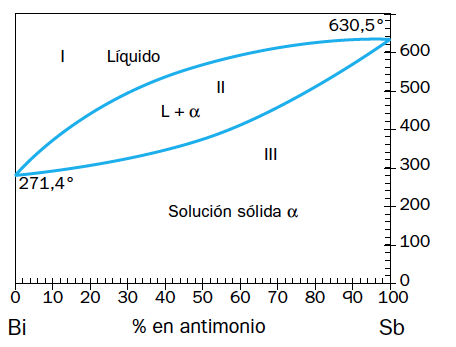 630,5°
I Líquido
600
II
500
L + α
400
III
300
271,4°
Solución sólida α
200
100
0
0 10 20 30 40 50 60 70 80 90 100
Bi % en antimonio Sb